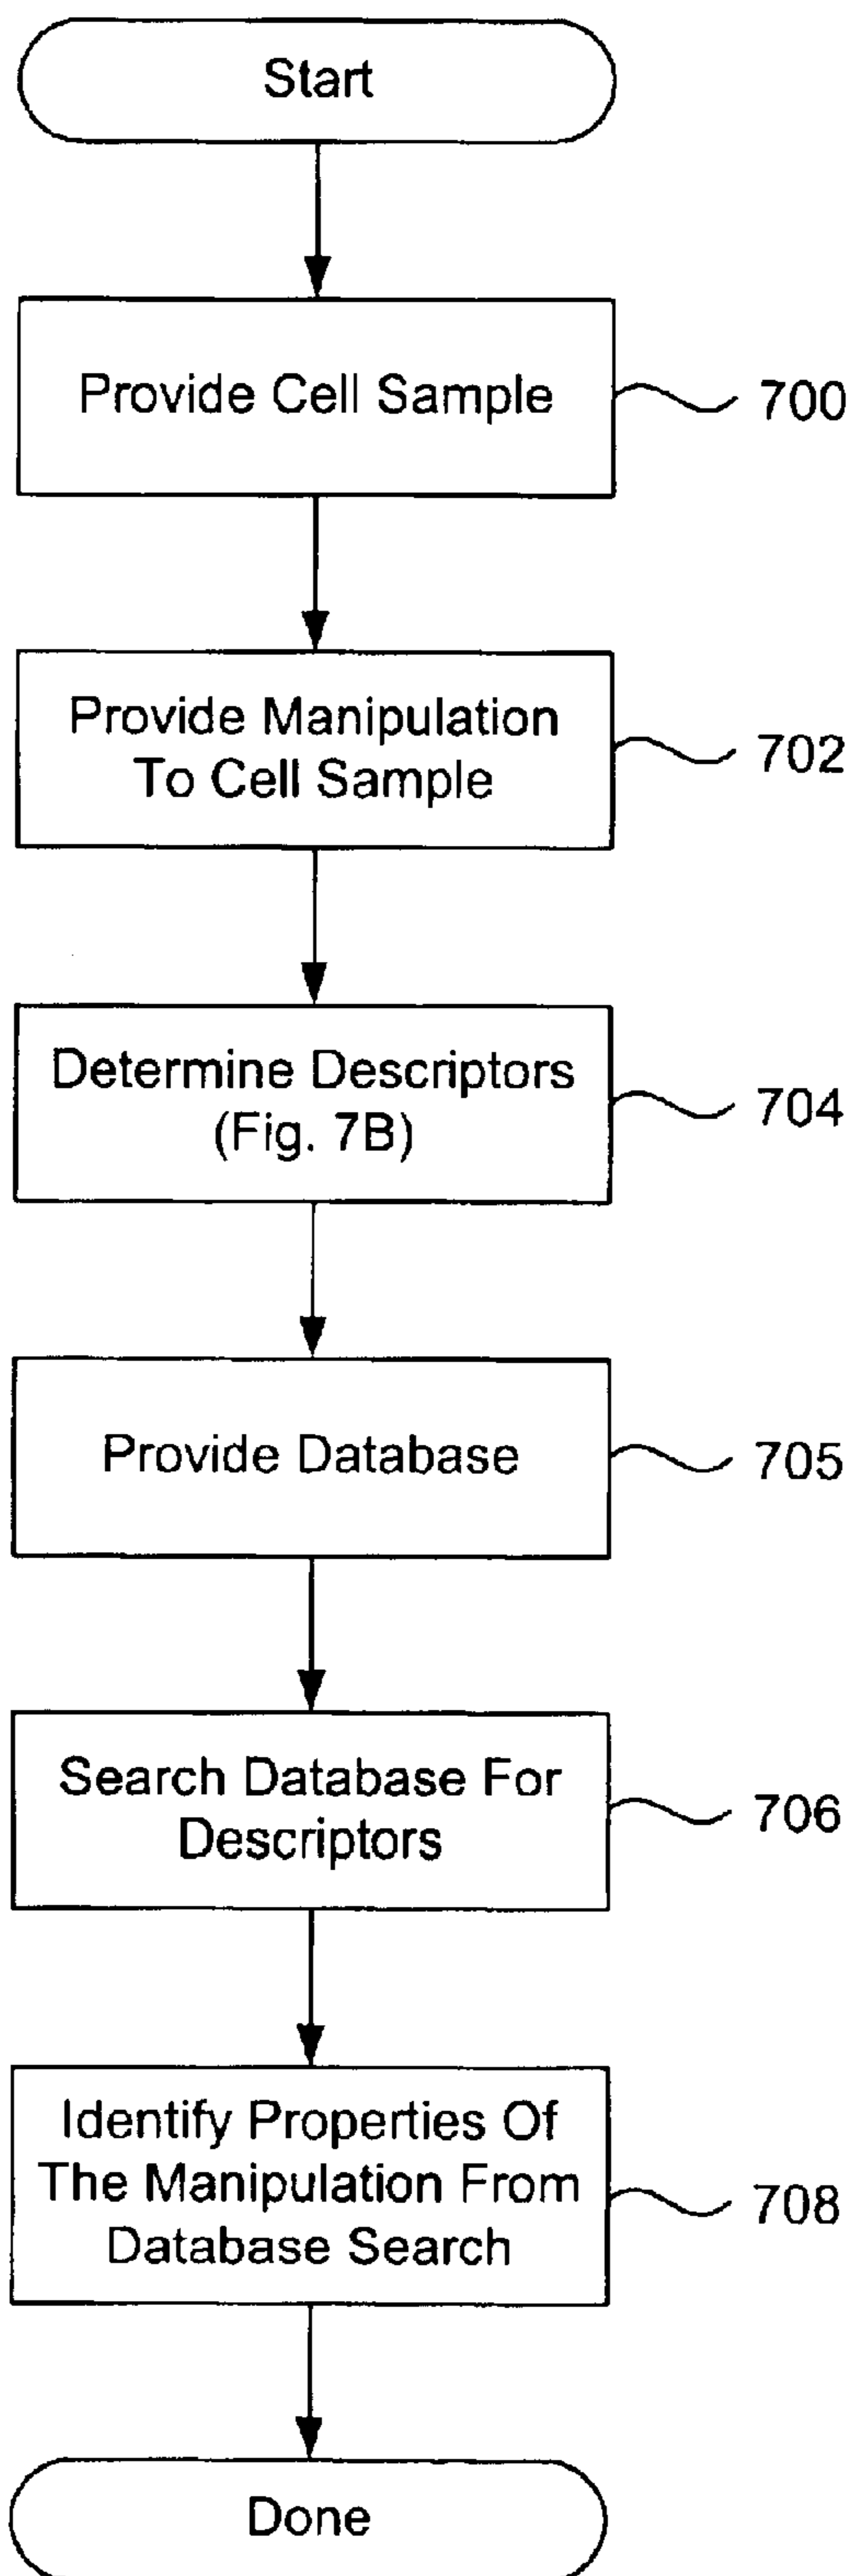 Start
Provide Cell Sample
700
Provide Manipulation
To Cell Sample
702
Determine Descriptors
(Fig. 7B)
704
Provide Database
705
Search Database For
Descriptors
706
Identify Properties Of
The Manipulation From
Database Search
708
Done